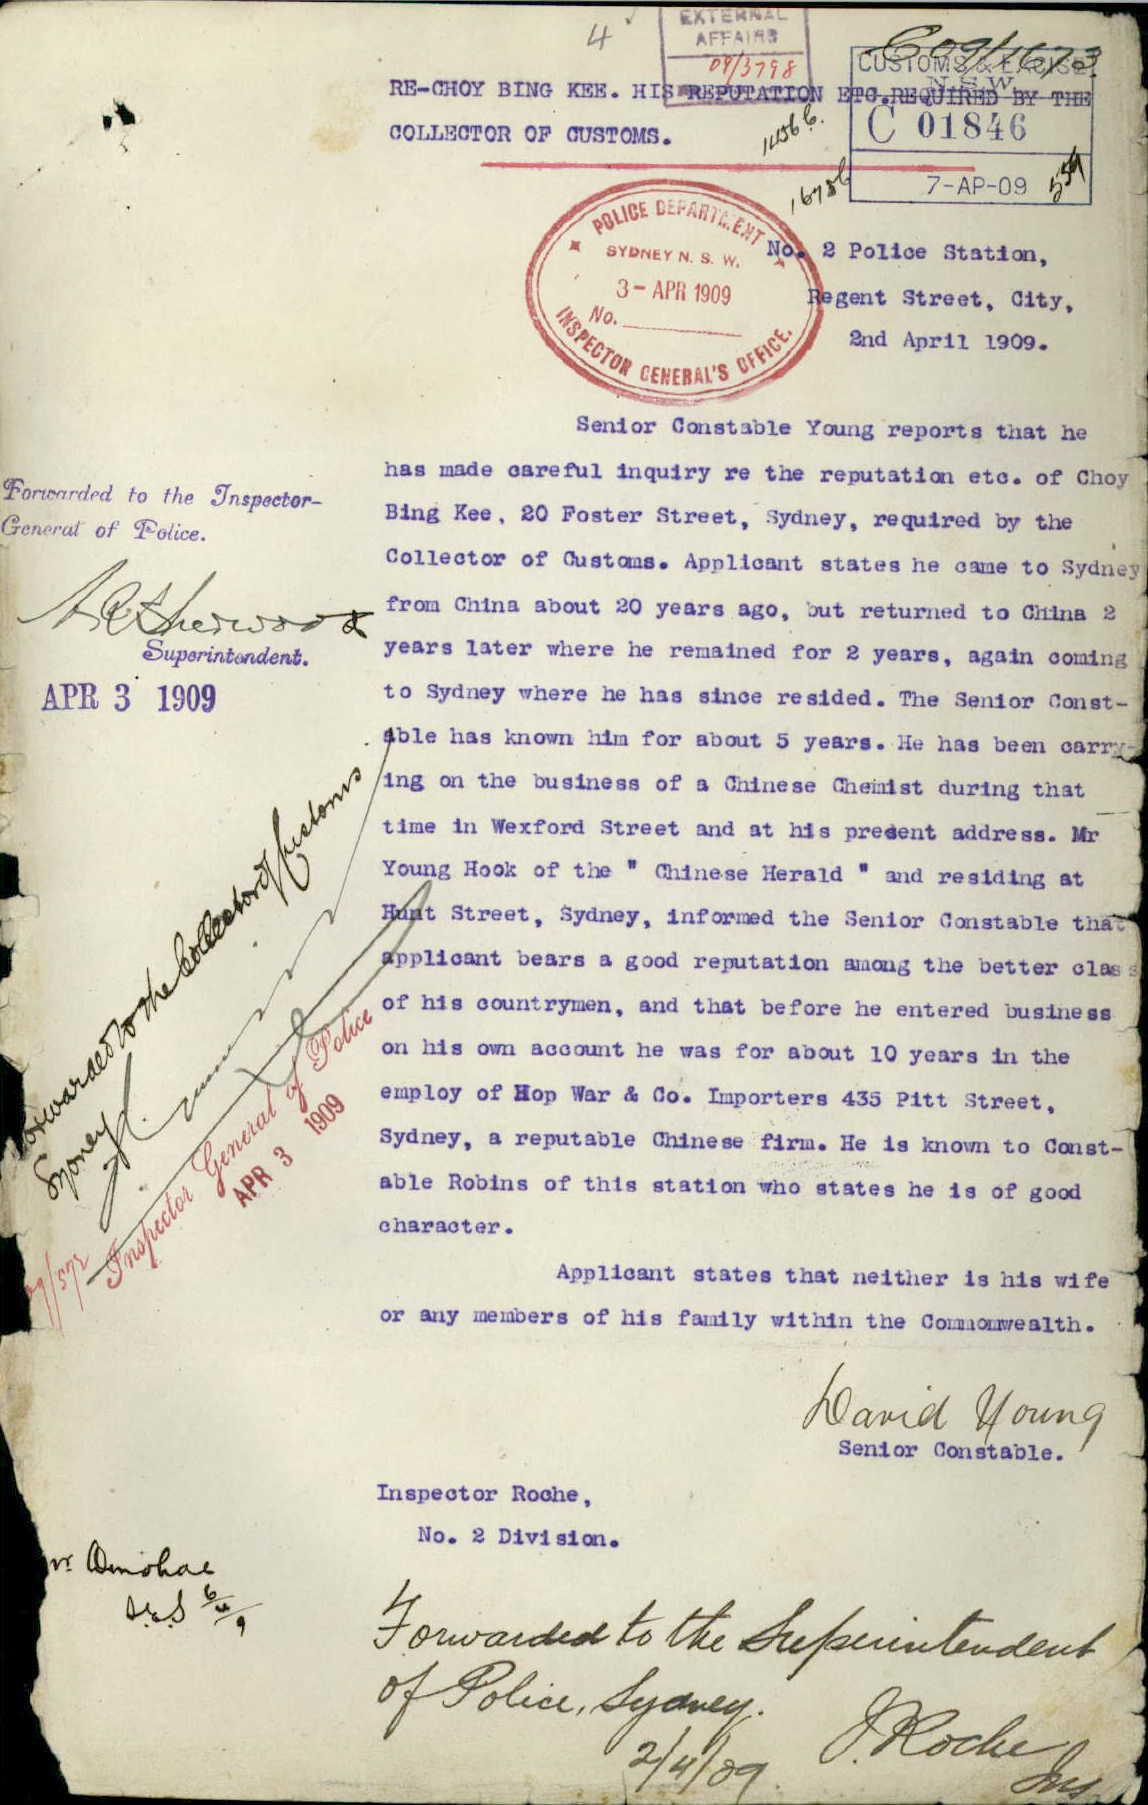 4
EXTERNAL
AFFAIRS
09/3798
C 09/1673
CUSTOMS & EXCISE
N.S.W.
C 01846
7-AP-09
RE-CHOY BING KEE. HIS REPUTATION ETC.REQUIRED BY THE
COLLECTOR OF CUSTOMS.
POLICE DEPARTMENT
SYDNEY N. S. W.
3- APR 1909
No.
INSPECTOR GENERAL'S OFFICE.
No. 2 Police Station,
Regent Street, City,
2nd April 1909.
Senior Constable Young reports that he
has made careful inquiry re the reputation etc. of Choy
Bing Kee, 20 Foster Street, Sydney, required by the
Collector of Customs. Applicant states he came to Sydney
from China about 20 years ago, but returned to China 2
years later where he remained for 2 years, again coming
to Sydney where he has since resided. The Senior Const-
able has known him for about 5 years. He has been carry-
ing on the business of a Chinese Chemist during that
time in Wexford Street and at his present address. Mr
Young Hook of the " Chinese Herald " and residing at
Hunt Street, Sydney, informed the Senior Constable that
applicant bears a good reputation among the better class
of his countrymen, and that before he entered business
on his own account he was for about 10 years in the
employ of Hop War & Co. Importers 435 Pitt Street,
Sydney, a reputable Chinese firm. He is known to Const-
able Robins of this station who states he is of good
character.
Applicant states that neither is his wife
or any members of his family within the Commonwealth.
David Young
Senior Constable.
Inspector Roche,
No. 2 Division.
Forwarded to the Superintendent
of Police, Sydney.
J. Roche
Ins
2/4/09.
Forwarded to the Inspector-
General of Police.
Sherwood
Superintendent.
APR 3 1909
Forwarded to the Collector of Customs
Sydney
Inspector General of Police
APR 3 1909
09/572
6/4/9